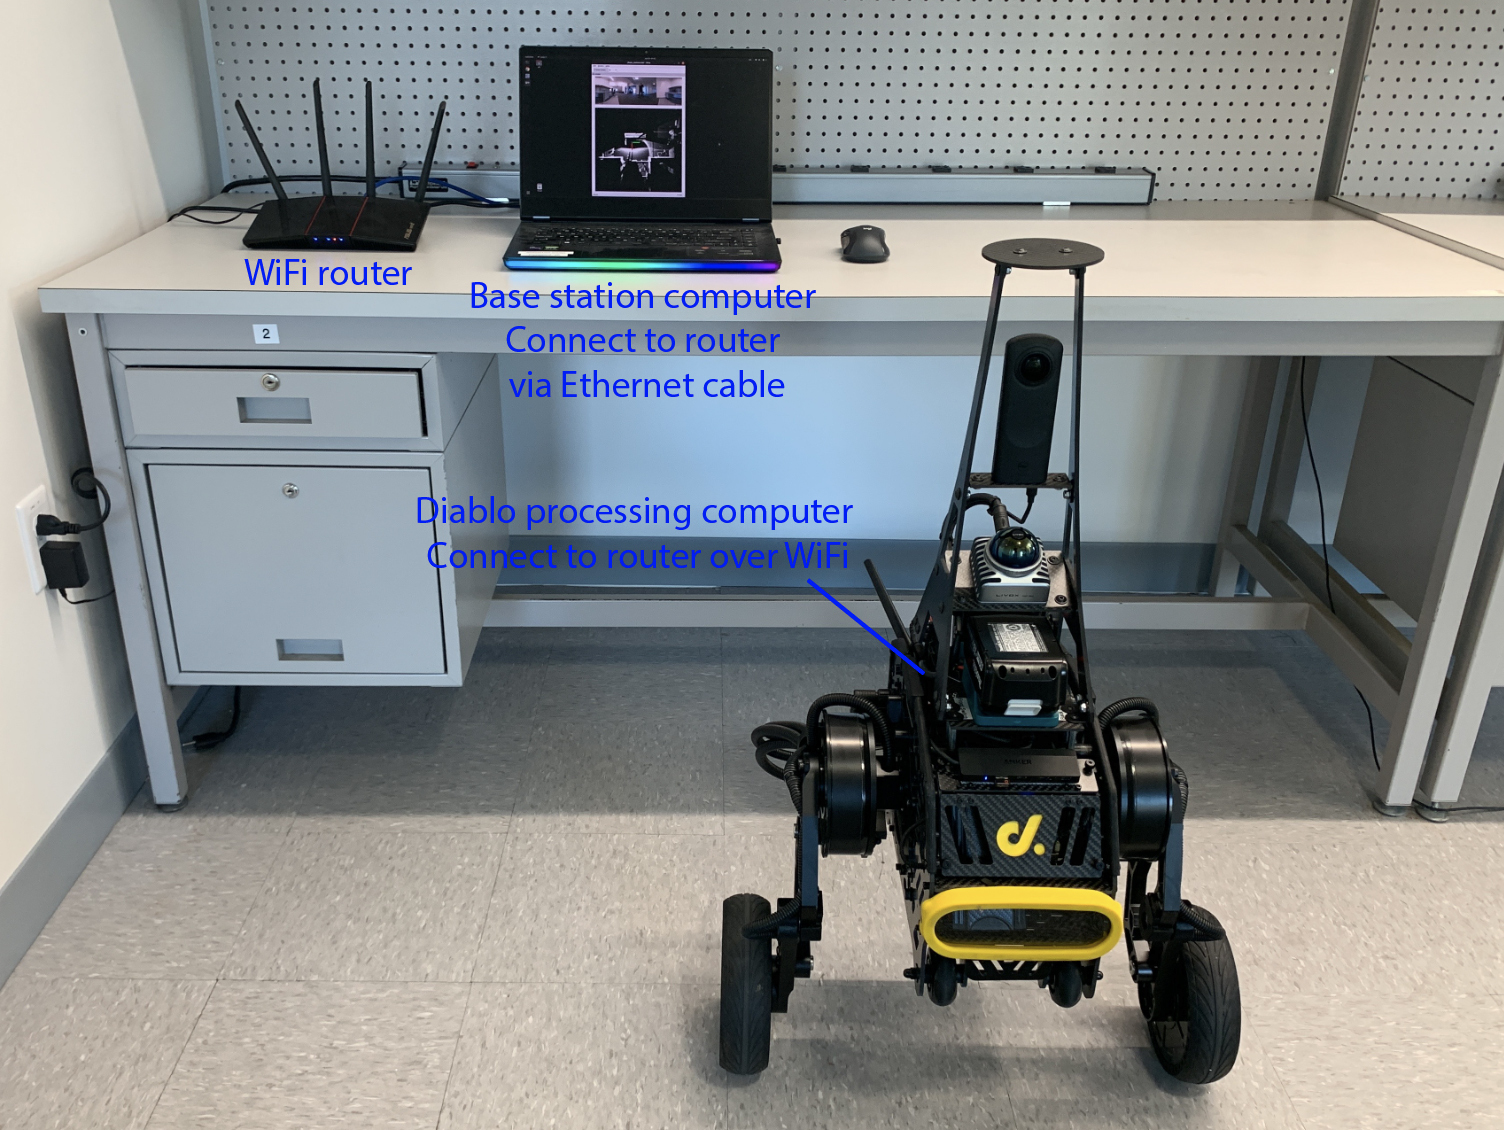 WiFi router
Base station computer
Connect to router
via Ethernet cable
2
Diablo processing computer
Connect to router over WiFi
ANKER
d.